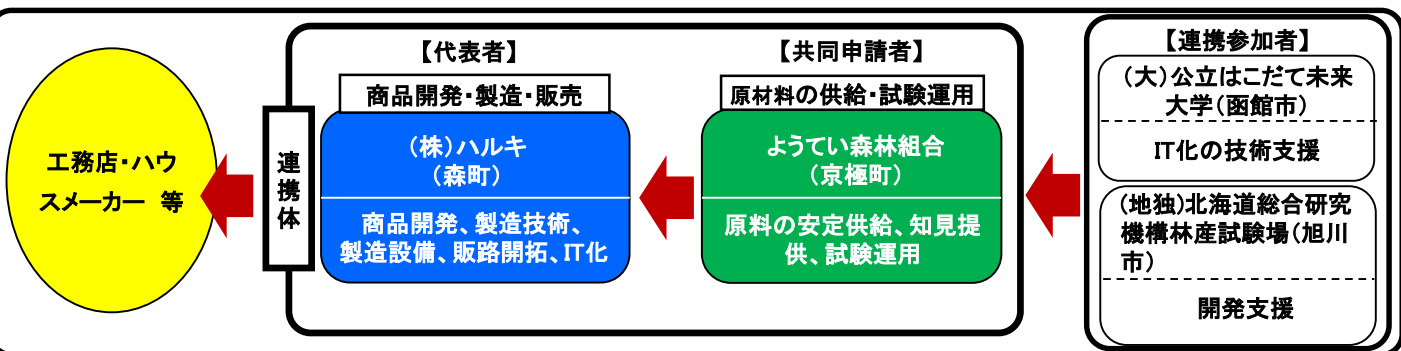 工務店・ハウ
スメーカー 等
連携体
【代表者】
商品開発・製造・販売
(株)ハルキ
(森町)
商品開発、製造技術、
製造設備、販路開拓、IT化
【共同申請者】
原材料の供給・試験運用
ようてい森林組合
(京極町)
原料の安定供給、知見提
供、試験運用
【連携参加者】
(大)公立はこだて未来
大学(函館市)
IT化の技術支援
(地独)北海道総合研究
機構林産試験場(旭川
市)
開発支援